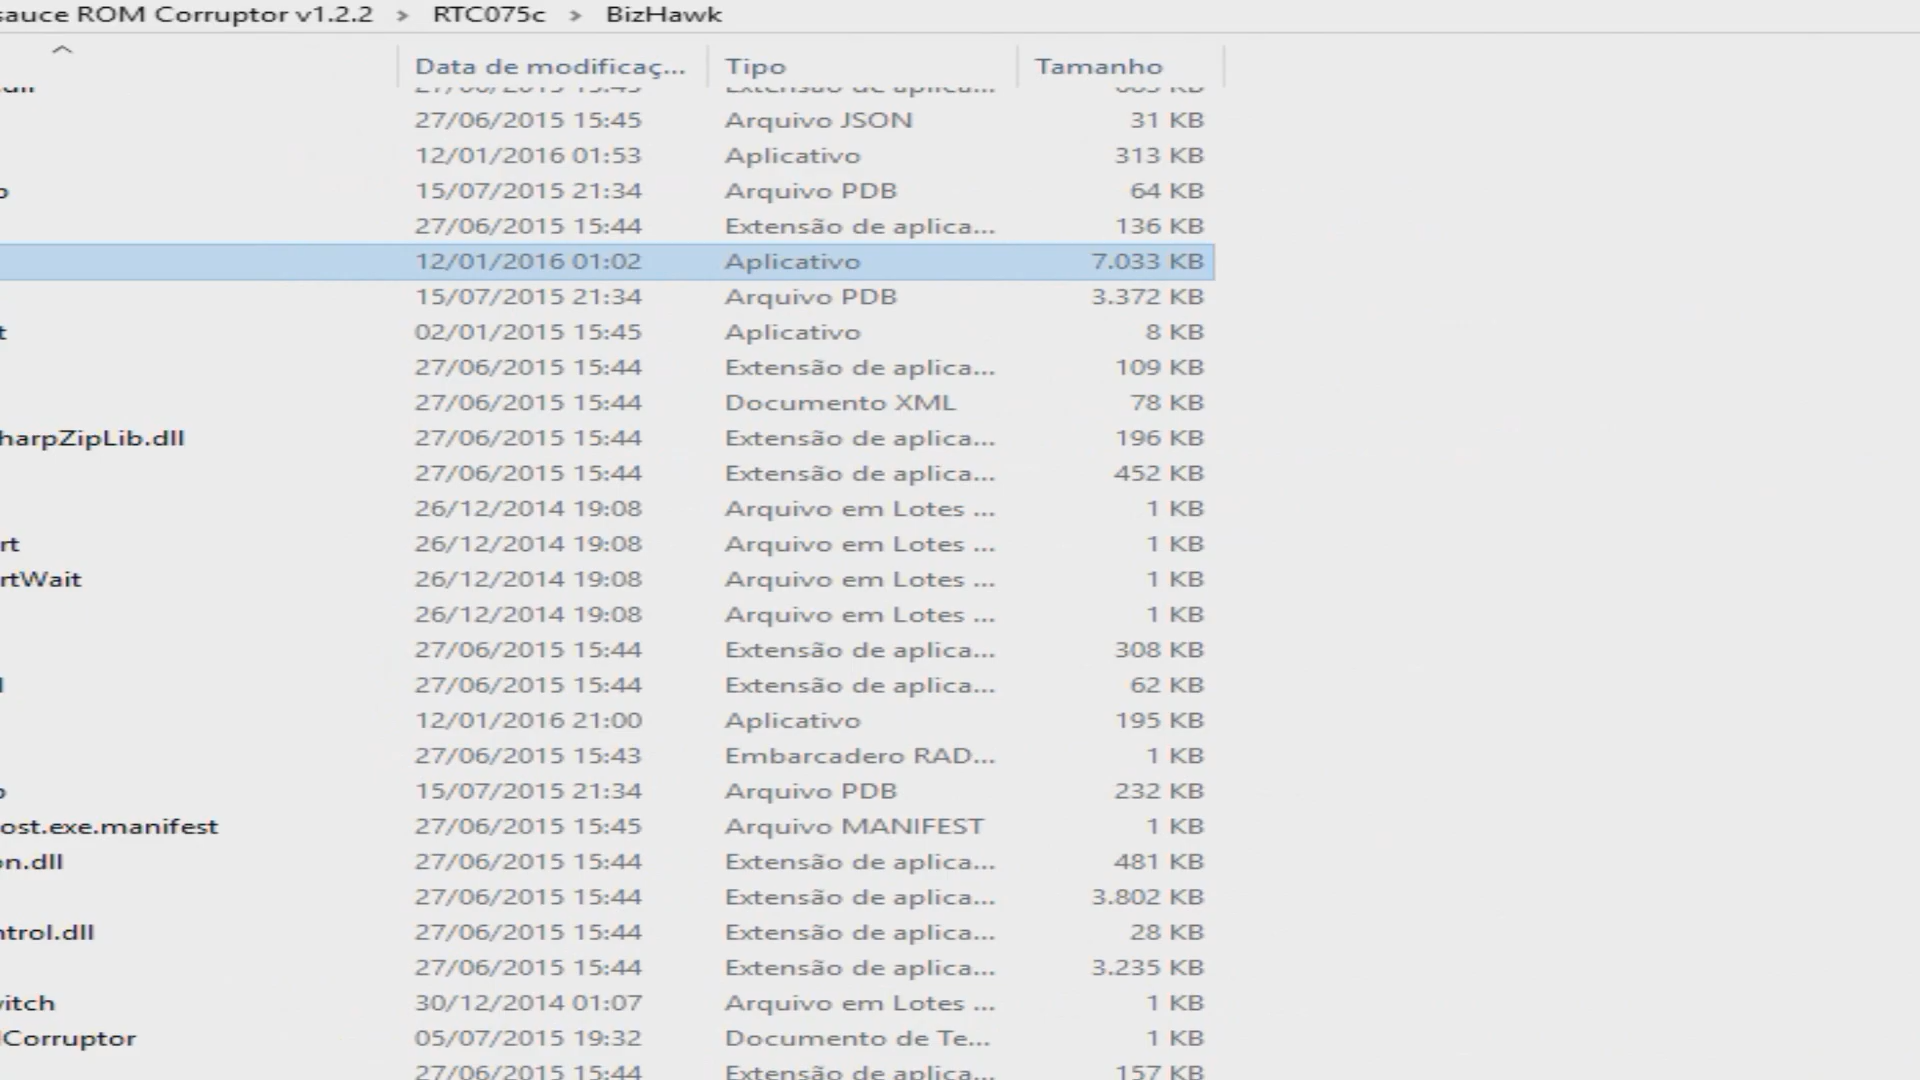 sauce ROM Corruptor v1.2.2 > RTC075c > BizHawk
Data de modificaç... Tipo Tamanho
27/06/2015 15:45 Arquivo JSON 31 KB
12/01/2016 01:53 Aplicativo 313 KB
15/07/2015 21:34 Arquivo PDB 64 KB
27/06/2015 15:44 Extensão de aplica... 136 KB
12/01/2016 01:02 Aplicativo 7.033 KB
15/07/2015 21:34 Arquivo PDB 3.372 KB
t 02/01/2015 15:45 Aplicativo 8 KB
27/06/2015 15:44 Extensão de aplica... 109 KB
27/06/2015 15:44 Documento XML 78 KB
harpZipLib.dll 27/06/2015 15:44 Extensão de aplica... 196 KB
27/06/2015 15:44 Extensão de aplica... 452 KB
26/12/2014 19:08 Arquivo em Lotes ... 1 KB
rt 26/12/2014 19:08 Arquivo em Lotes ... 1 KB
rtWait 26/12/2014 19:08 Arquivo em Lotes ... 1 KB
26/12/2014 19:08 Arquivo em Lotes ... 1 KB
27/06/2015 15:44 Extensão de aplica... 308 KB
l 27/06/2015 15:44 Extensão de aplica... 62 KB
12/01/2016 21:00 Aplicativo 195 KB
27/06/2015 15:43 Embarcadero RAD... 1 KB
15/07/2015 21:34 Arquivo PDB 232 KB
ost.exe.manifest 27/06/2015 15:45 Arquivo MANIFEST 1 KB
on.dll 27/06/2015 15:44 Extensão de aplica... 481 KB
27/06/2015 15:44 Extensão de aplica... 3.802 KB
ntrol.dll 27/06/2015 15:44 Extensão de aplica... 28 KB
27/06/2015 15:44 Extensão de aplica... 3.235 KB
itch 30/12/2014 01:07 Arquivo em Lotes ... 1 KB
lCorruptor 05/07/2015 19:32 Documento de Te... 1 KB
27/06/2015 15:44 Extensão de aplica... 157 KB